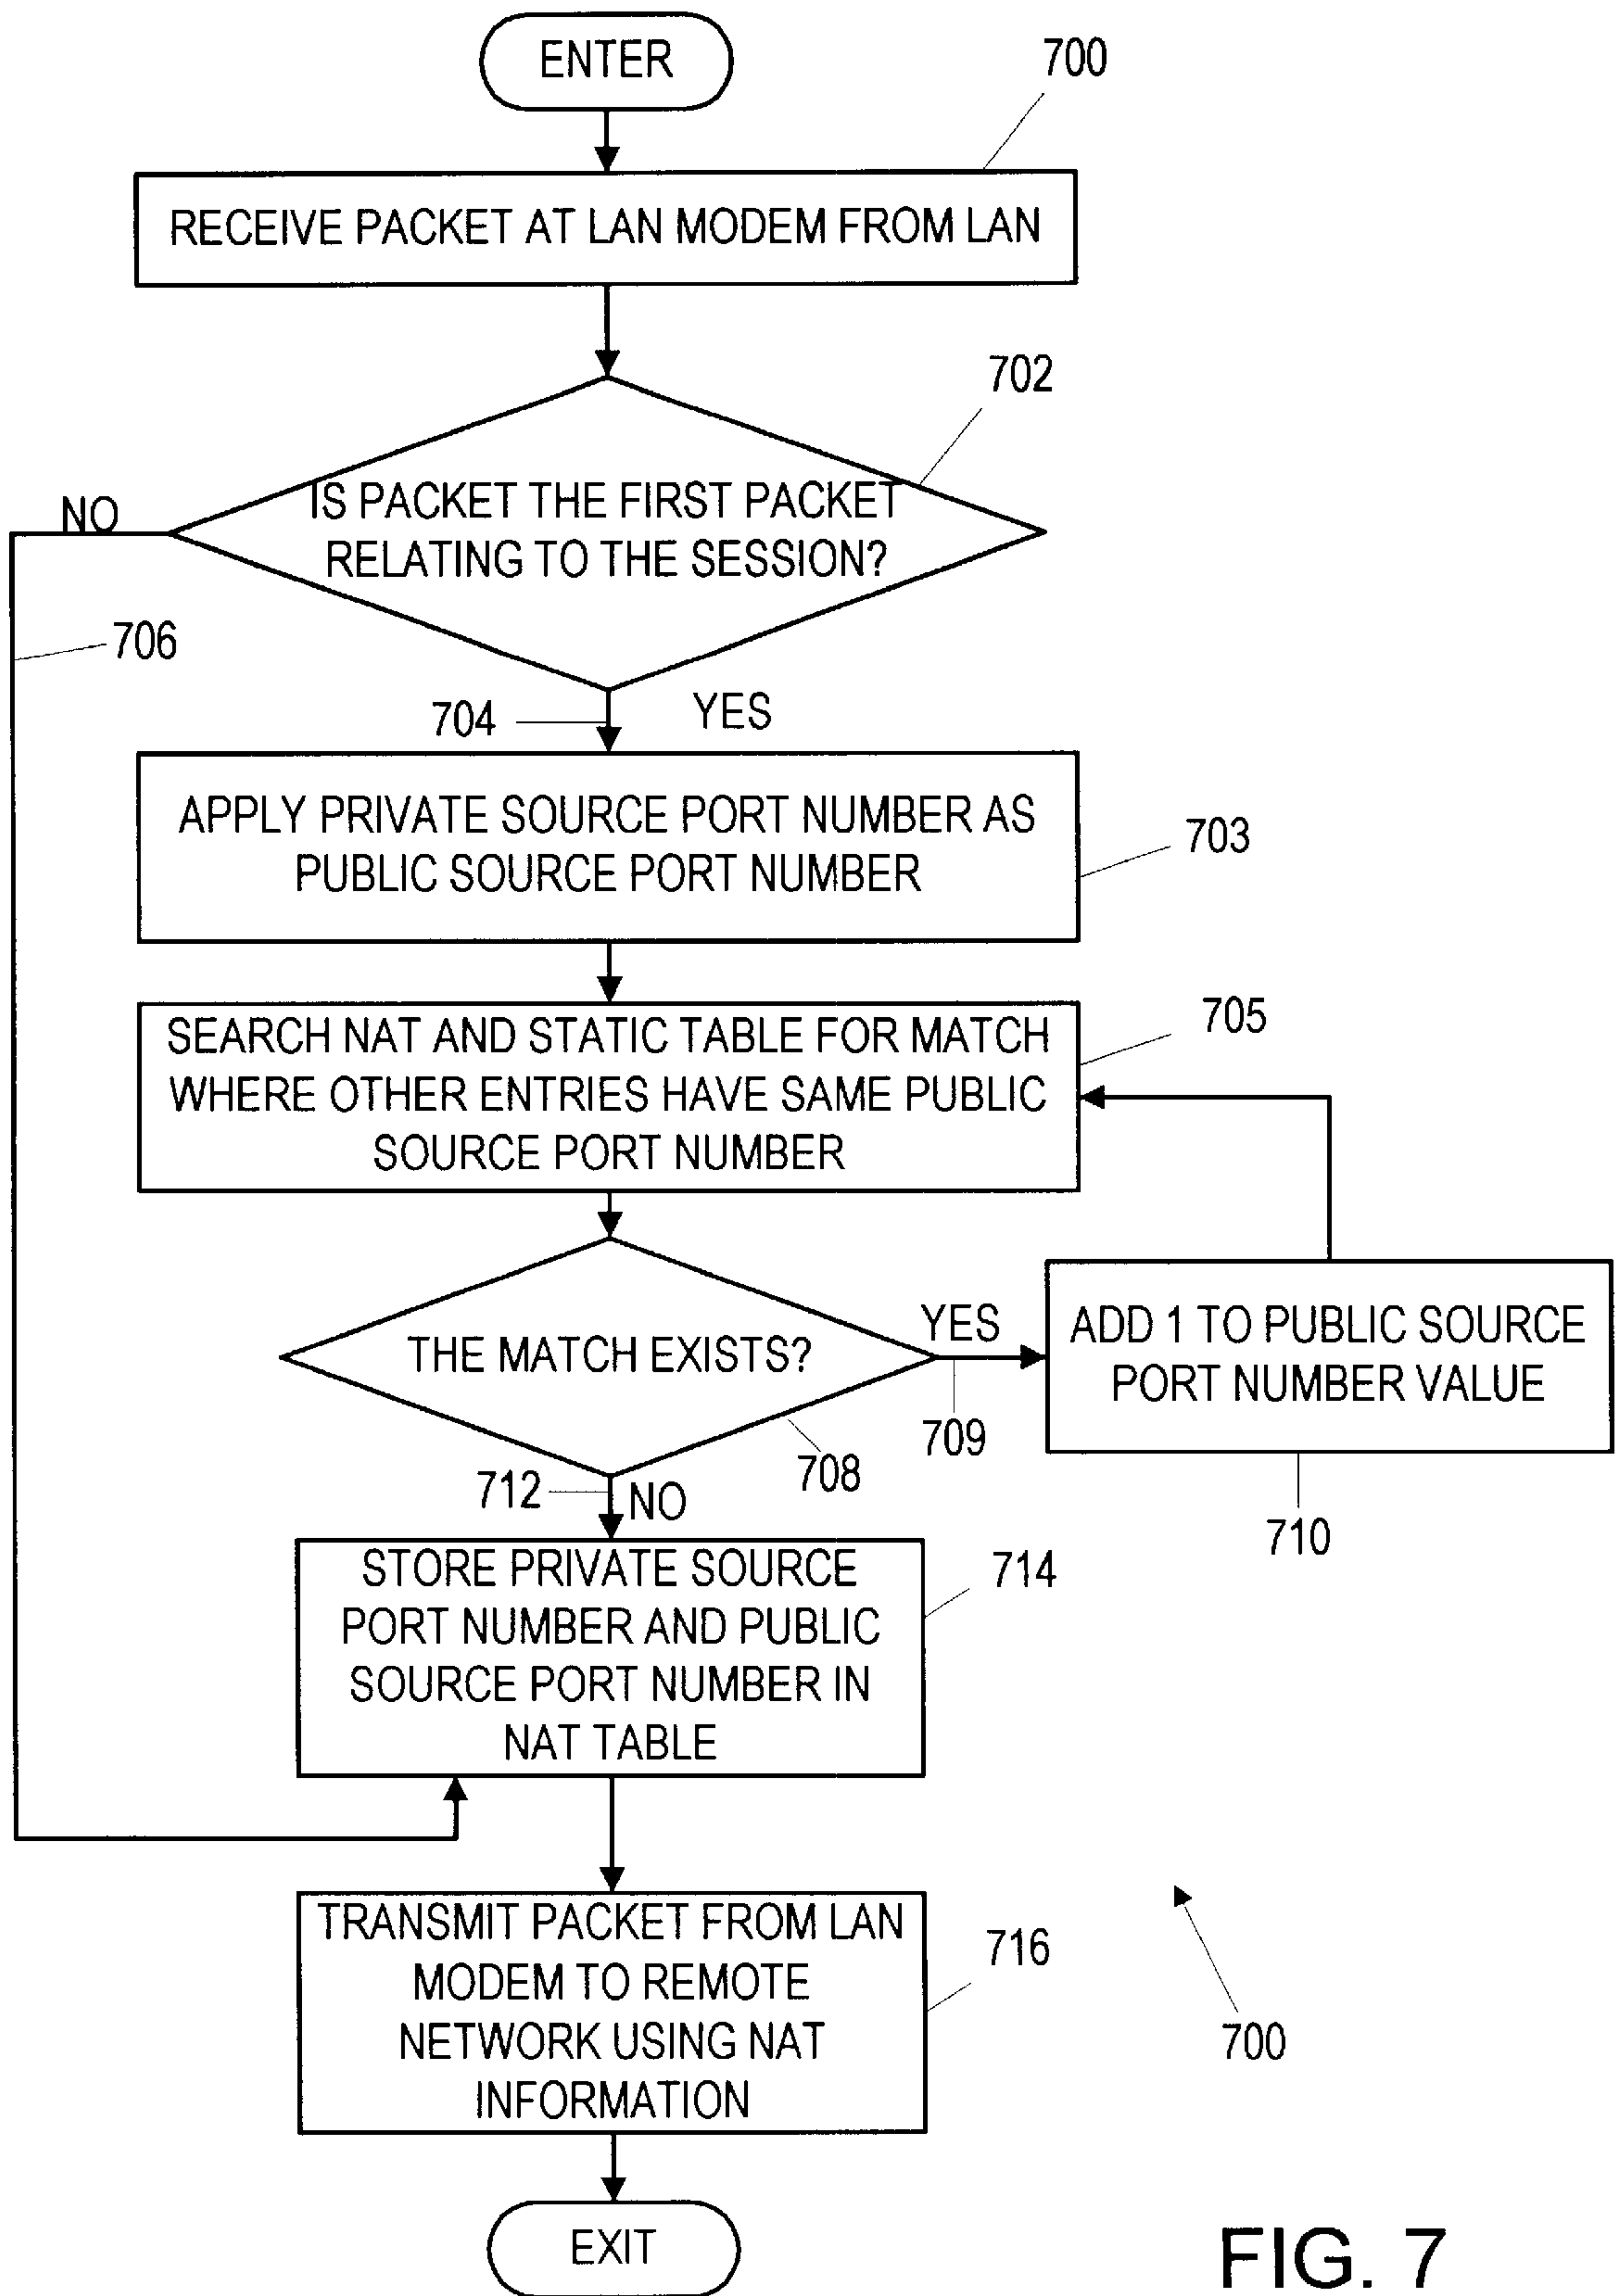 ENTER
700
RECEIVE PACKET AT LAN MODEM FROM LAN
702
IS PACKET THE FIRST PACKET
RELATING TO THE SESSION?
NO
706
704
YES
APPLY PRIVATE SOURCE PORT NUMBER AS
PUBLIC SOURCE PORT NUMBER
703
SEARCH NAT AND STATIC TABLE FOR MATCH
WHERE OTHER ENTRIES HAVE SAME PUBLIC
SOURCE PORT NUMBER
705
THE MATCH EXISTS?
YES
709
708
ADD 1 TO PUBLIC SOURCE
PORT NUMBER VALUE
710
712
NO
STORE PRIVATE SOURCE
PORT NUMBER AND PUBLIC
SOURCE PORT NUMBER IN
NAT TABLE
714
TRANSMIT PACKET FROM LAN
MODEM TO REMOTE
NETWORK USING NAT
INFORMATION
716
700
EXIT
FIG. 7